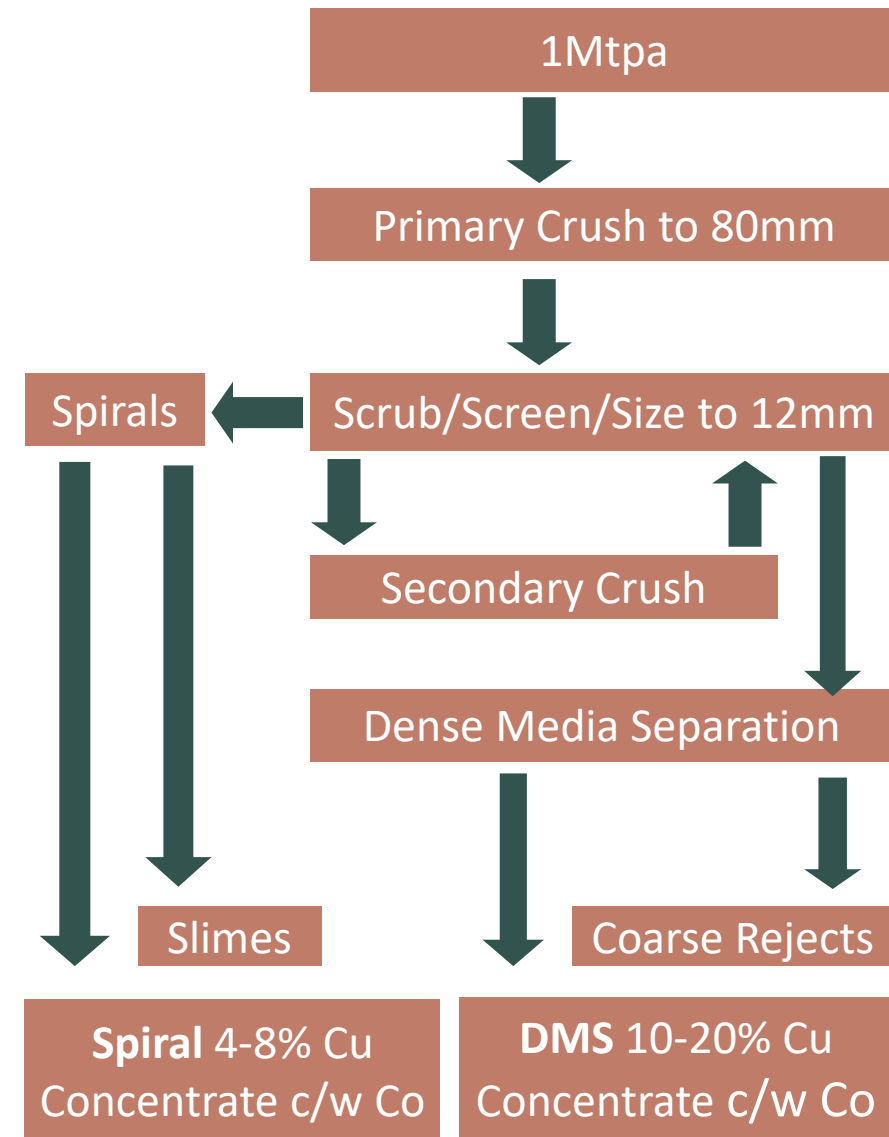 1Mtpa
Primary Crush to 80mm
Spirals
Scrub/Screen/Size to 12mm
Secondary Crush
Dense Media Separation
Slimes
Coarse Rejects
Spiral 4-8% Cu
Concentrate c/w Co
DMS 10-20% Cu
Concentrate c/w Co